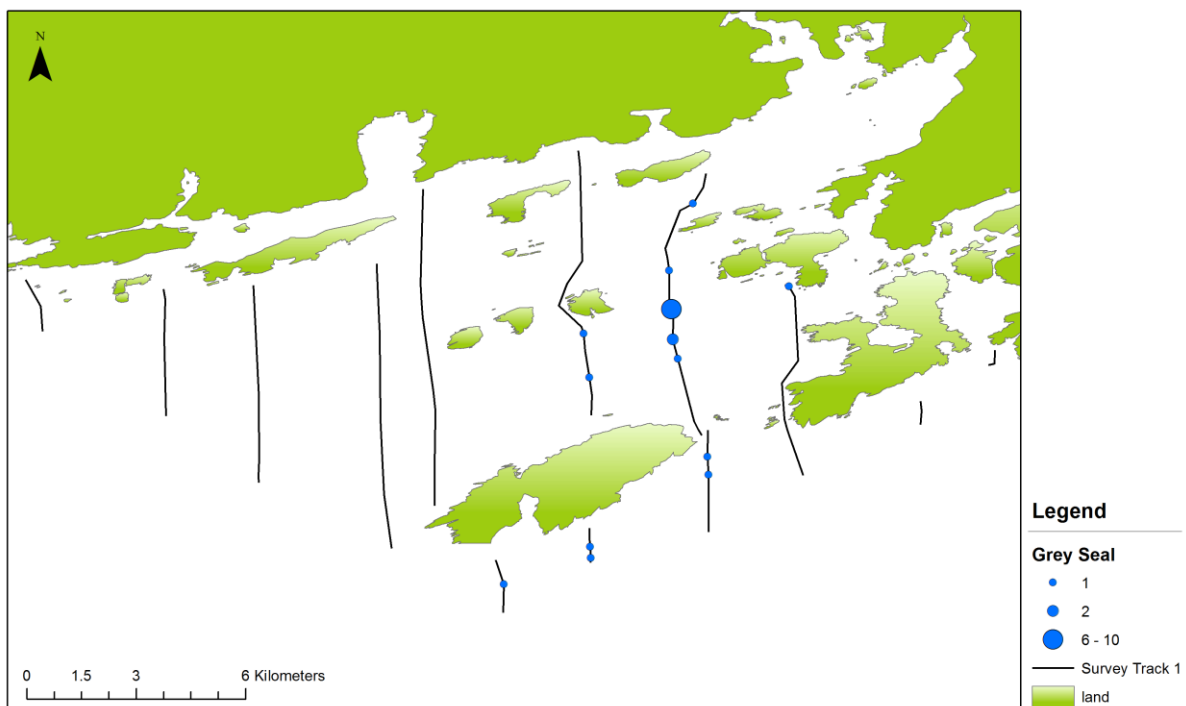 N
Legend
Grey Seal
1
2
6 - 10
Survey Track 1
land
0 1.5 3 6 Kilometers